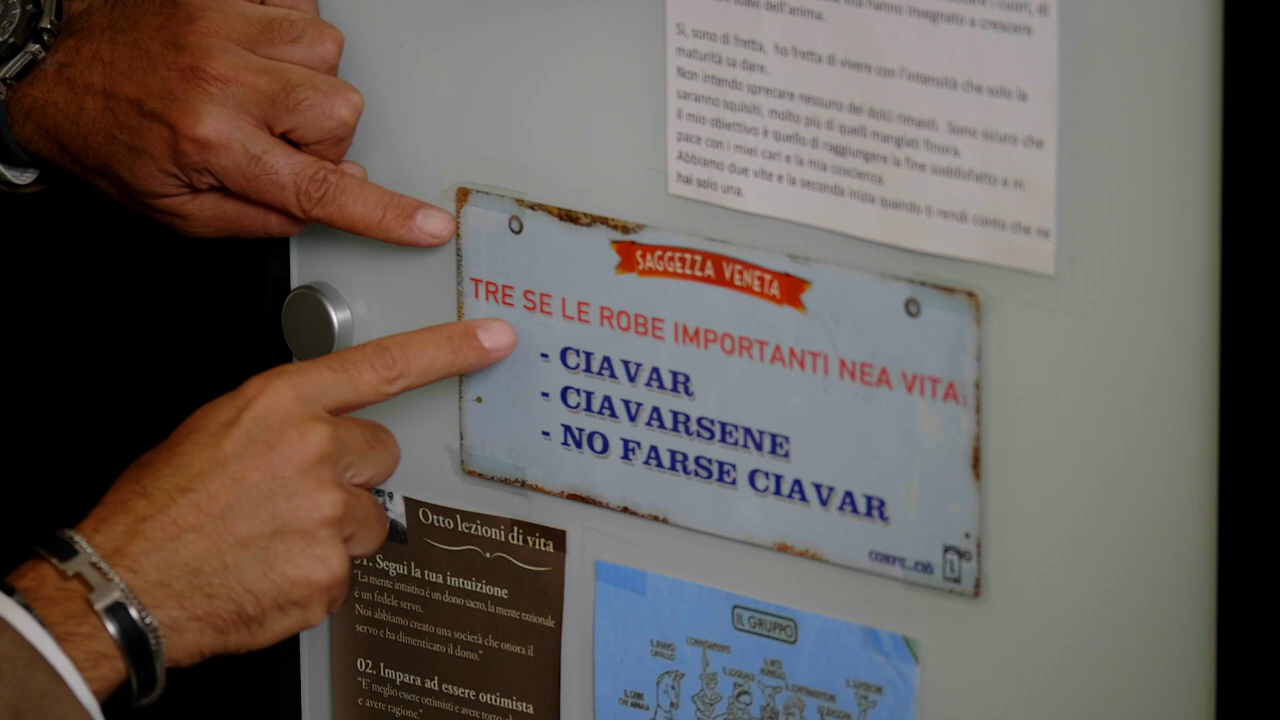 vita hanno insegnato a crescere
dell'anima.
Sì, sono di fretta, ho fretta di vivere con l'intensità che solo la
maturità sa dare.
Non intendo sprecare nessuno dei dolci rimasti. Sono sicuro che
saranno squisiti, molto più di quelli mangiati finora.
Il mio obiettivo è quello di raggiungere la fine soddisfatto e in
pace con i miei cari e la mia coscienza.
Abbiamo due vite e la seconda inizia quando ti rendi conto che ne
hai solo una.
SAGGEZZA VENETA
TRE SE LE ROBE IMPORTANTI NEA VITA:
- CIAVAR
- CIAVARSENE
- NO FARSE CIAVAR
Otto lezioni di vita
01. Segui la tua intuizione
"La mente intuitiva è un dono sacro, la mente razionale
è un fedele servo.
Noi abbiamo creato una società che onora il
servo e ha dimenticato il dono."
02. Impara ad essere ottimista
"E' meglio essere ottimisti e avere torto
e avere ragione."
IL GRUPPO